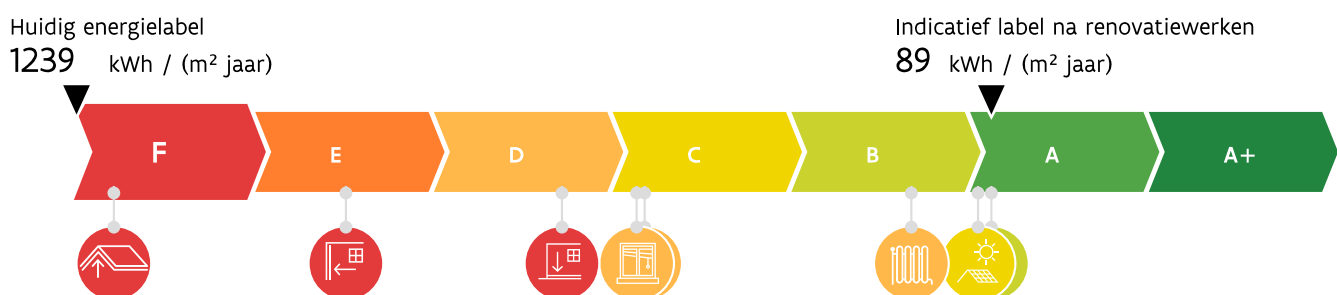 Huidig energielabel
1239 kWh / (m² jaar)
Indicatief label na renovatiewerken
89 kWh / (m² jaar)
F E D C B A A+